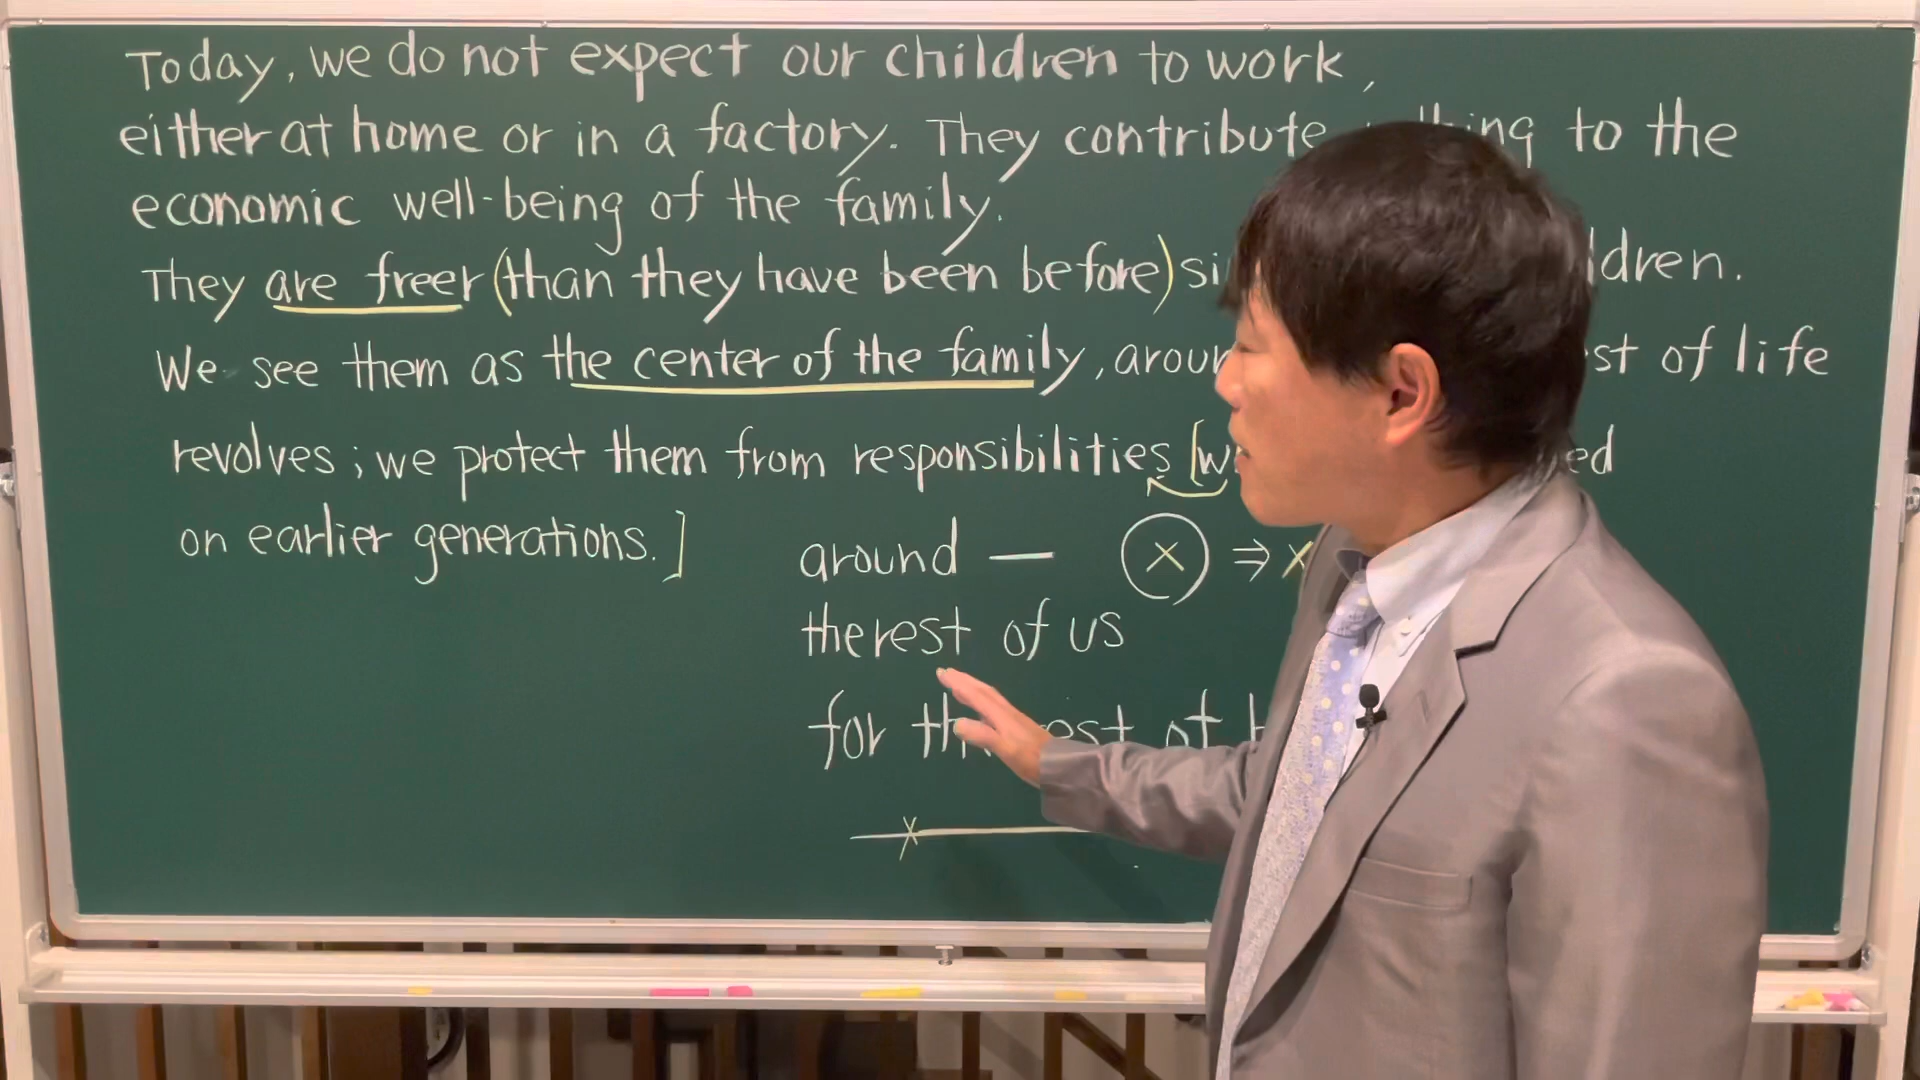 Today, we do not expect our children to work,
either at home or in a factory. They contribute to the
economic well-being of the family.
They are freer (than they have been before)
We see them as the center of the family, of life
revolves; we protect them from responsibilities [
on earlier generations.]
around — × ⇒ ×
the rest of us
for of